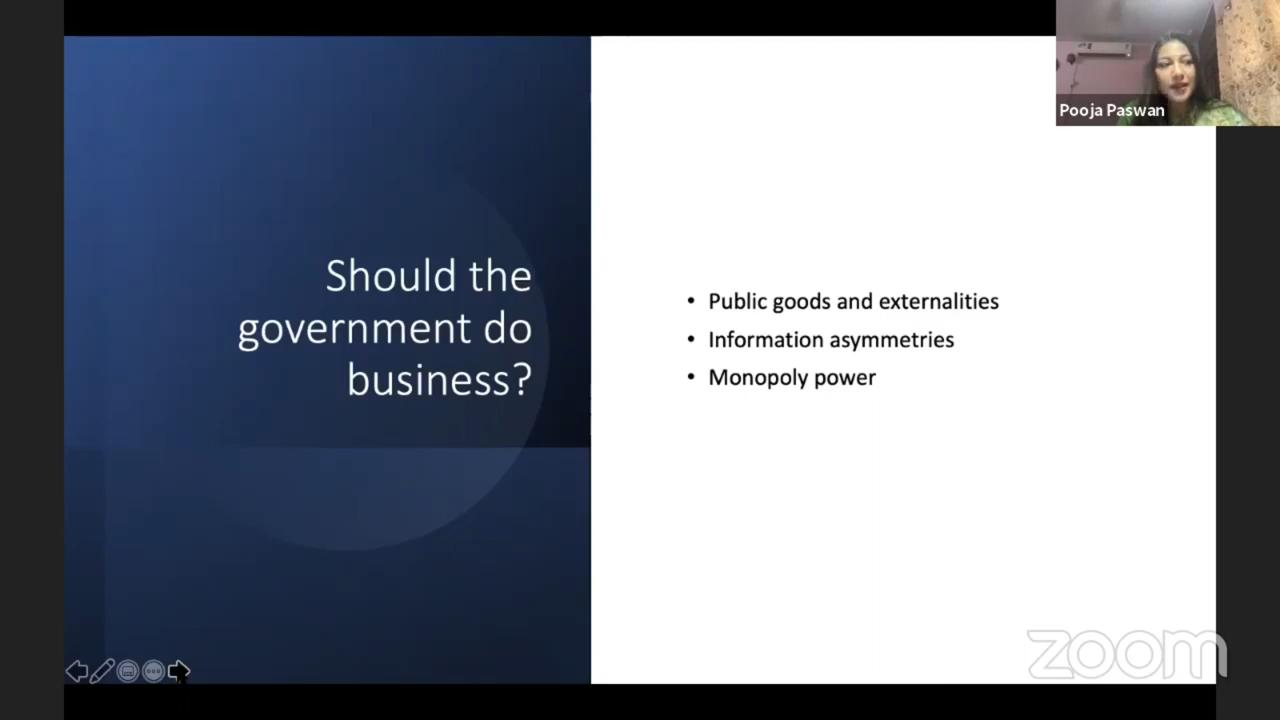 Pooja Paswan
Should the
government do
business?
• Public goods and externalities
• Information asymmetries
• Monopoly power
zoom